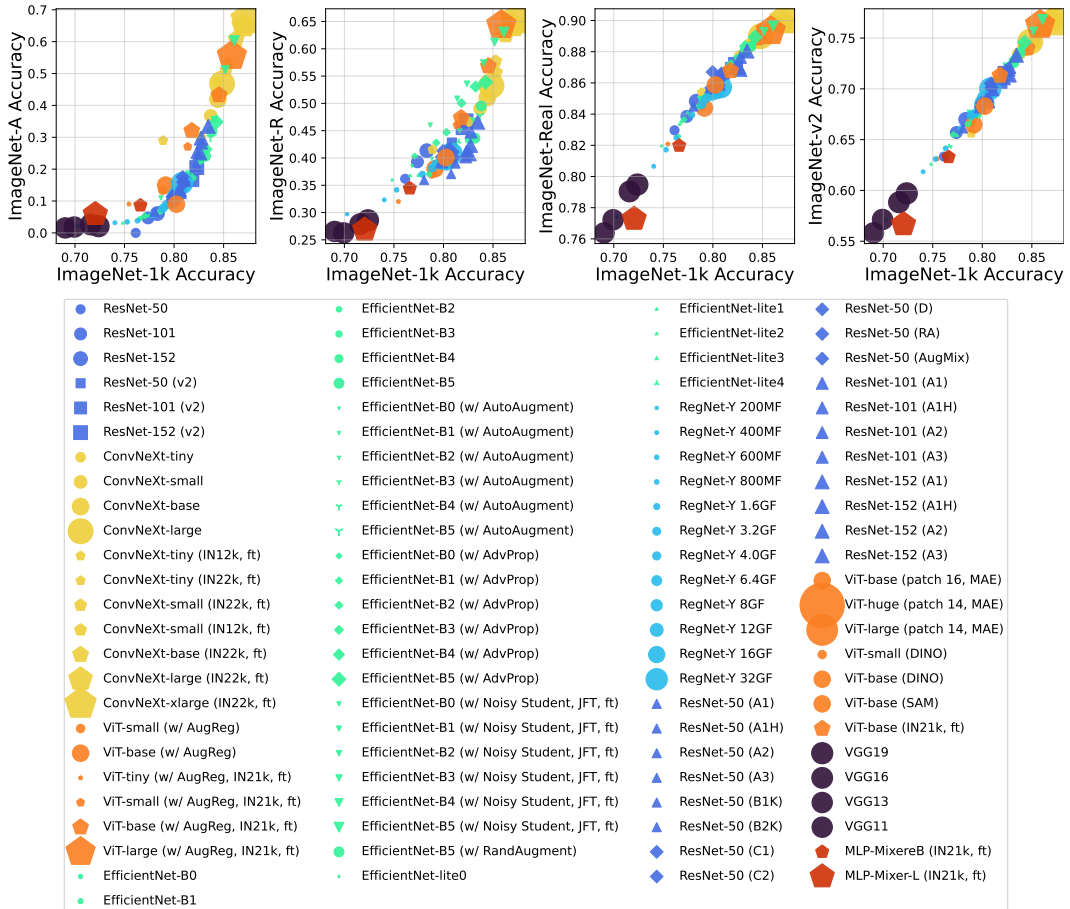 ImageNet-A Accuracy
0.7
0.6
0.5
0.4
0.3
0.2
0.1
0.0
0.70
0.75
0.80
0.85
ImageNet-1k Accuracy
ImageNet-R Accuracy
0.65
0.60
0.55
0.50
0.45
0.40
0.35
0.30
0.25
0.70
0.75
0.80
0.85
ImageNet-1k Accuracy
ImageNet-Real Accuracy
0.90
0.88
0.86
0.84
0.82
0.80
0.78
0.76
0.70
0.75
0.80
0.85
ImageNet-1k Accuracy
ImageNet-v2 Accuracy
0.75
0.70
0.65
0.60
0.55
0.70
0.75
0.80
0.85
ImageNet-1k Accuracy
ResNet-50
ResNet-101
ResNet-152
ResNet-50 (v2)
ResNet-101 (v2)
ResNet-152 (v2)
ConvNeXt-tiny
ConvNeXt-small
ConvNeXt-base
ConvNeXt-large
ConvNeXt-tiny (IN12k, ft)
ConvNeXt-tiny (IN22k, ft)
ConvNeXt-small (IN22k, ft)
ConvNeXt-small (IN12k, ft)
ConvNeXt-base (IN22k, ft)
ConvNeXt-large (IN22k, ft)
ConvNeXt-xlarge (IN22k, ft)
ViT-small (w/ AugReg)
ViT-base (w/ AugReg)
ViT-tiny (w/ AugReg, IN21k, ft)
ViT-small (w/ AugReg, IN21k, ft)
ViT-base (w/ AugReg, IN21k, ft)
ViT-large (w/ AugReg, IN21k, ft)
EfficientNet-B0
EfficientNet-B1
EfficientNet-B2
EfficientNet-B3
EfficientNet-B4
EfficientNet-B5
EfficientNet-B0 (w/ AutoAugment)
EfficientNet-B1 (w/ AutoAugment)
EfficientNet-B2 (w/ AutoAugment)
EfficientNet-B3 (w/ AutoAugment)
EfficientNet-B4 (w/ AutoAugment)
EfficientNet-B5 (w/ AutoAugment)
EfficientNet-B0 (w/ AdvProp)
EfficientNet-B1 (w/ AdvProp)
EfficientNet-B2 (w/ AdvProp)
EfficientNet-B3 (w/ AdvProp)
EfficientNet-B4 (w/ AdvProp)
EfficientNet-B5 (w/ AdvProp)
EfficientNet-B0 (w/ Noisy Student, JFT, ft)
EfficientNet-B1 (w/ Noisy Student, JFT, ft)
EfficientNet-B2 (w/ Noisy Student, JFT, ft)
EfficientNet-B3 (w/ Noisy Student, JFT, ft)
EfficientNet-B4 (w/ Noisy Student, JFT, ft)
EfficientNet-B5 (w/ Noisy Student, JFT, ft)
EfficientNet-B5 (w/ RandAugment)
EfficientNet-lite0
EfficientNet-lite1
EfficientNet-lite2
EfficientNet-lite3
EfficientNet-lite4
RegNet-Y 200MF
RegNet-Y 400MF
RegNet-Y 600MF
RegNet-Y 800MF
RegNet-Y 1.6GF
RegNet-Y 3.2GF
RegNet-Y 4.0GF
RegNet-Y 6.4GF
RegNet-Y 8GF
RegNet-Y 12GF
RegNet-Y 16GF
RegNet-Y 32GF
ResNet-50 (A1)
ResNet-50 (A1H)
ResNet-50 (A2)
ResNet-50 (A3)
ResNet-50 (B1K)
ResNet-50 (B2K)
ResNet-50 (C1)
ResNet-50 (C2)
ResNet-50 (D)
ResNet-50 (RA)
ResNet-50 (AugMix)
ResNet-101 (A1)
ResNet-101 (A1H)
ResNet-101 (A2)
ResNet-101 (A3)
ResNet-152 (A1)
ResNet-152 (A1H)
ResNet-152 (A2)
ResNet-152 (A3)
ViT-base (patch 16, MAE)
ViT-huge (patch 14, MAE)
ViT-large (patch 14, MAE)
ViT-small (DINO)
ViT-base (DINO)
ViT-base (SAM)
ViT-base (IN21k, ft)
VGG19
VGG16
VGG13
VGG11
MLP-MixereB (IN21k, ft)
MLP-Mixer-L (IN21k, ft)